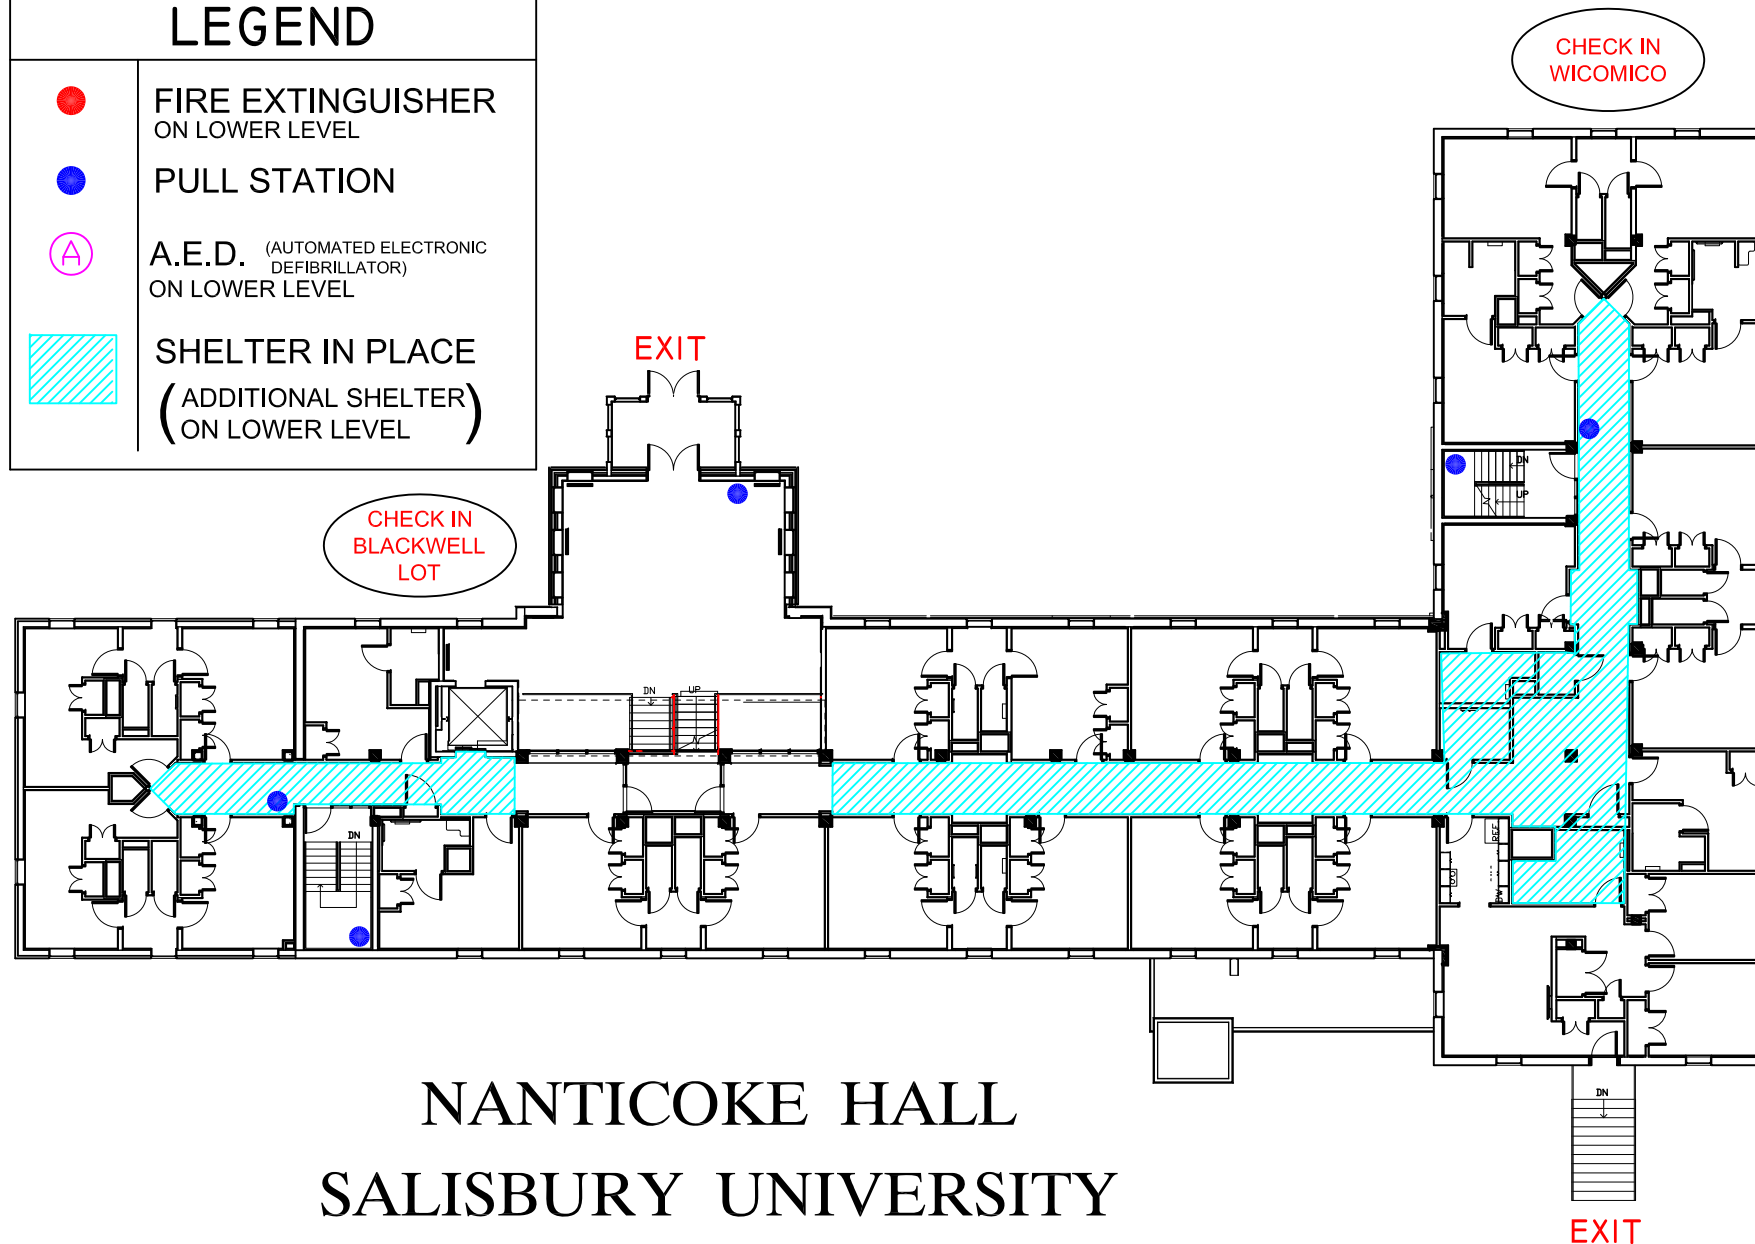 LEGEND
FIRE EXTINGUISHER
ON LOWER LEVEL
PULL STATION
A
A.E.D. (AUTOMATED ELECTRONIC
DEFIBRILLATOR)
ON LOWER LEVEL
SHELTER IN PLACE
(ADDITIONAL SHELTER
ON LOWER LEVEL)
CHECK IN
WICOMICO
EXIT
CHECK IN
BLACKWELL
LOT
DN
UP
DN
UP
DN
REF
DW
DN
NANTICOKE HALL
SALISBURY UNIVERSITY
EXIT